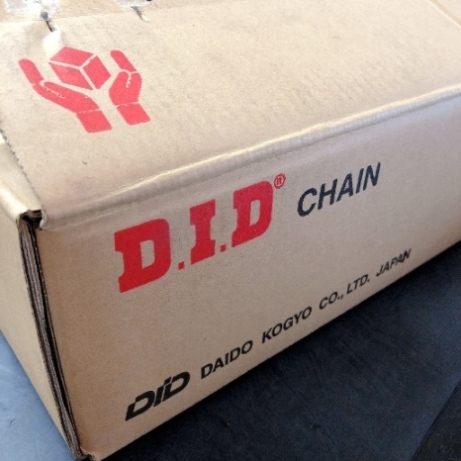 D.I.D® CHAIN
DID DAIDO KOGYO CO., LTD. JAPAN